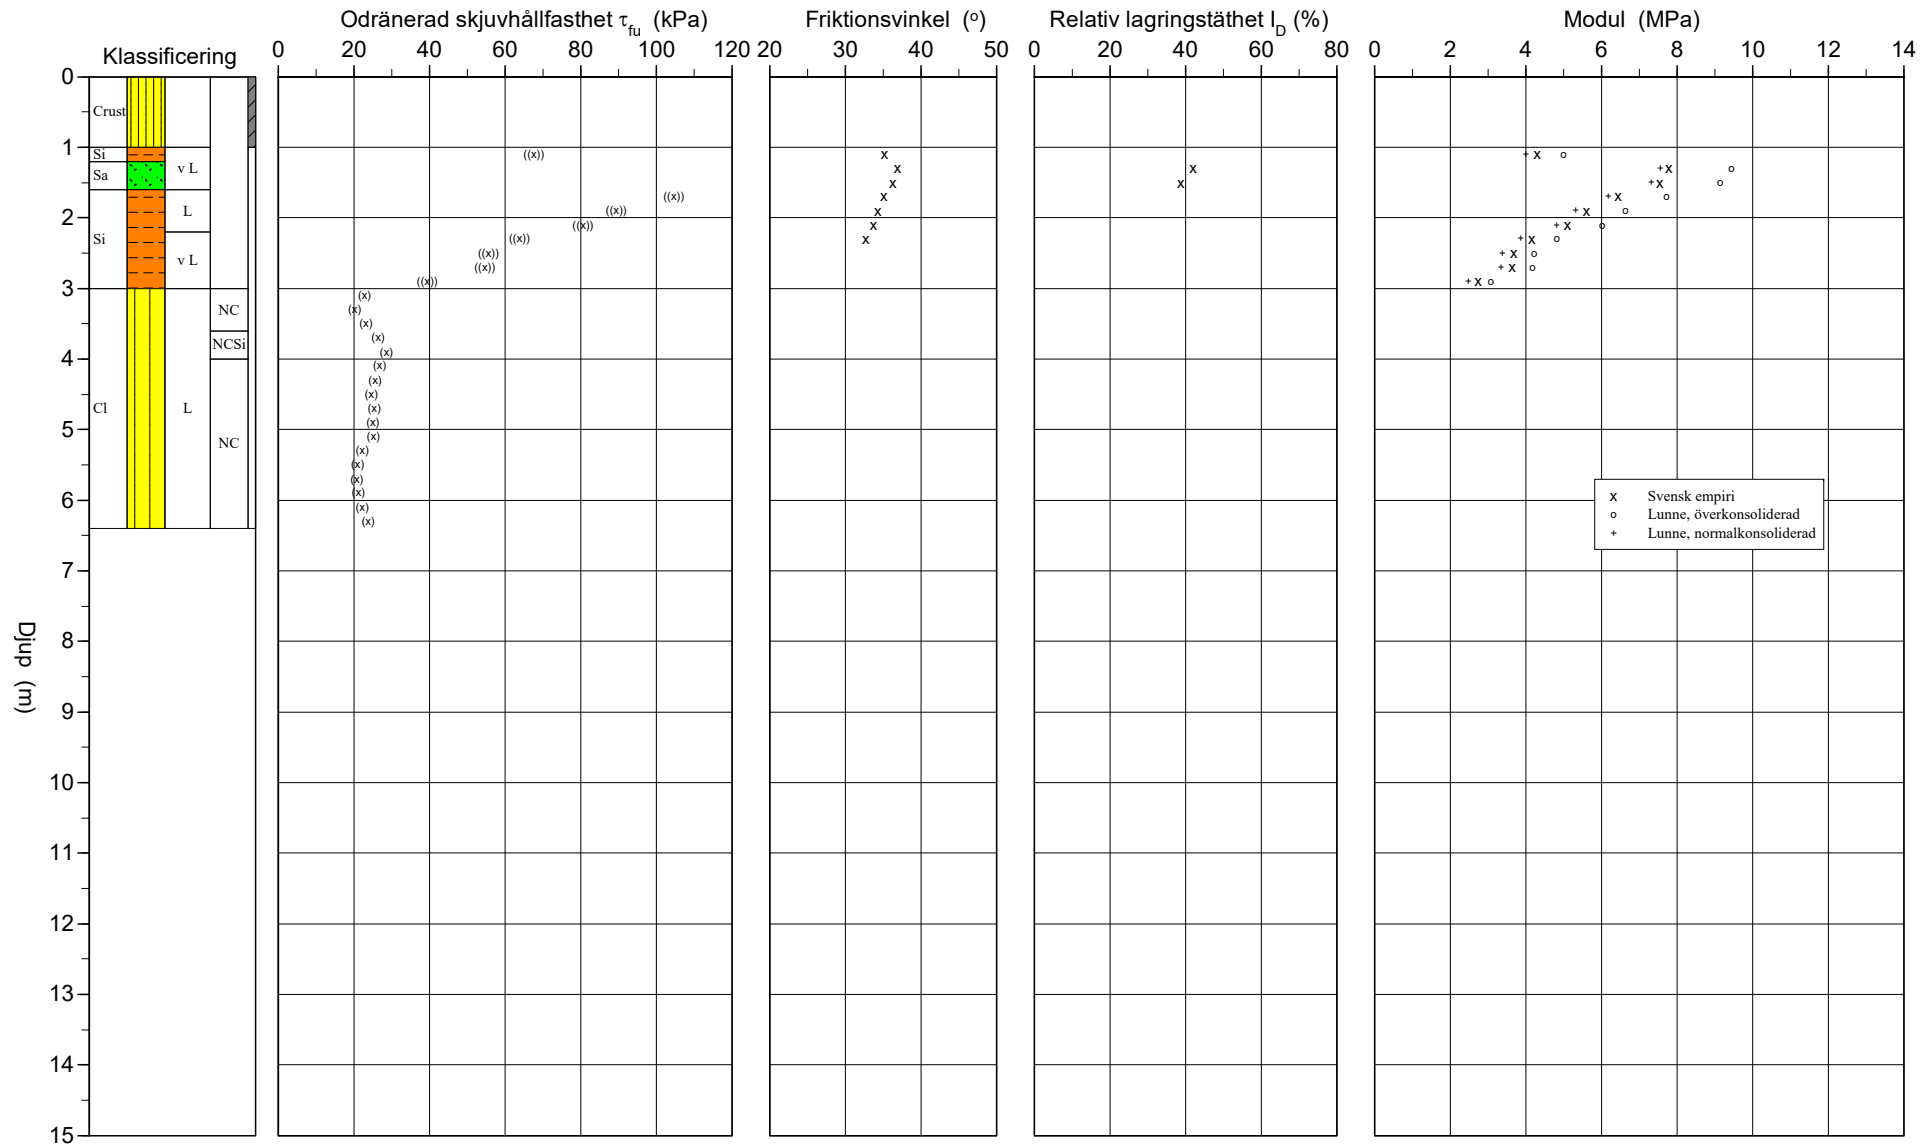 Odränerad skjuvhållfasthet τfu (kPa)
Friktionsvinkel (o)
Relativ lagringstäthet ID (%)
Modul (MPa)
Klassificering
0 20 40 60 80 100 120
20 30 40 50
0 20 40 60 80
0 2 4 6 8 10 12 14
Djup (m)
0
1
2
3
4
5
6
7
8
9
10
11
12
13
14
15
Crust
Si
Sa
Si
Cl
v L
L
v L
L
NC
NCSi
NC
x Svensk empiri
o Lunne, överkonsoliderad
+ Lunne, normalkonsoliderad